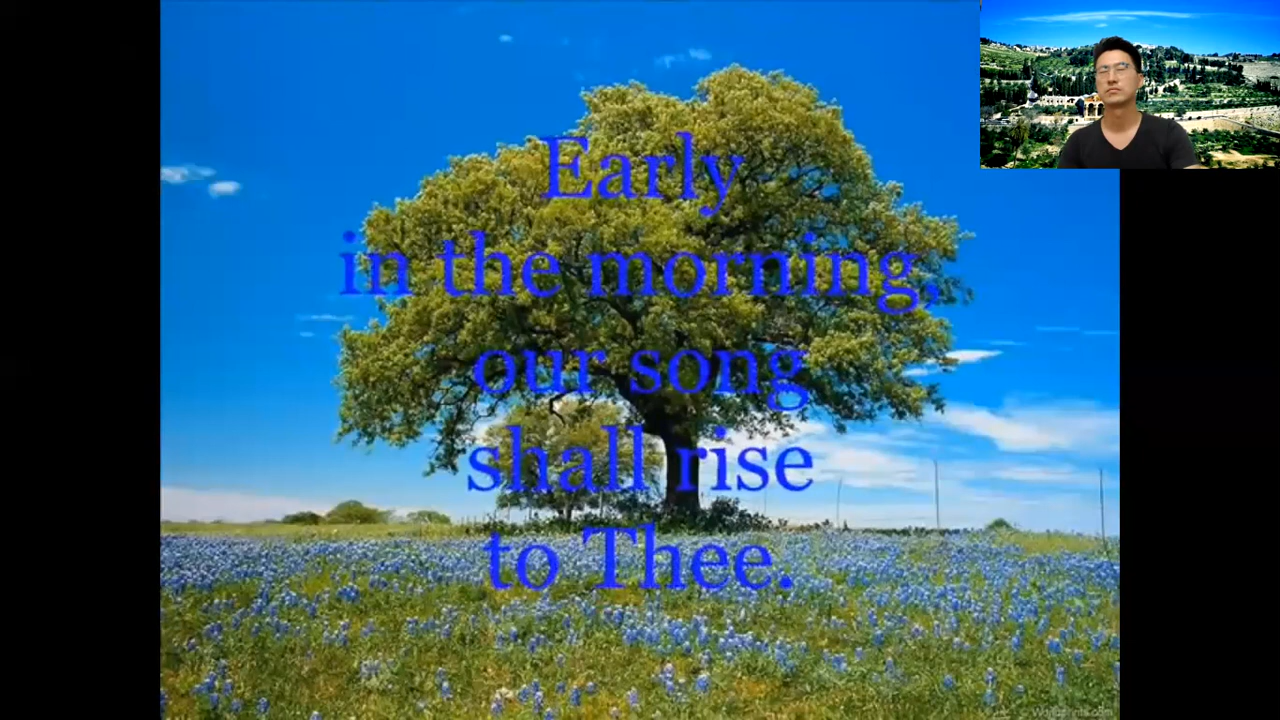 Early
in the morning,
our song
shall rise
to Thee.